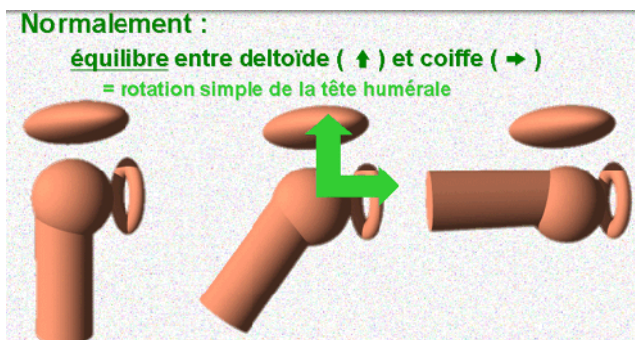 Normalement :
équilibre entre deltoïde ( ↑ ) et coiffe ( → )
= rotation simple de la tête humérale